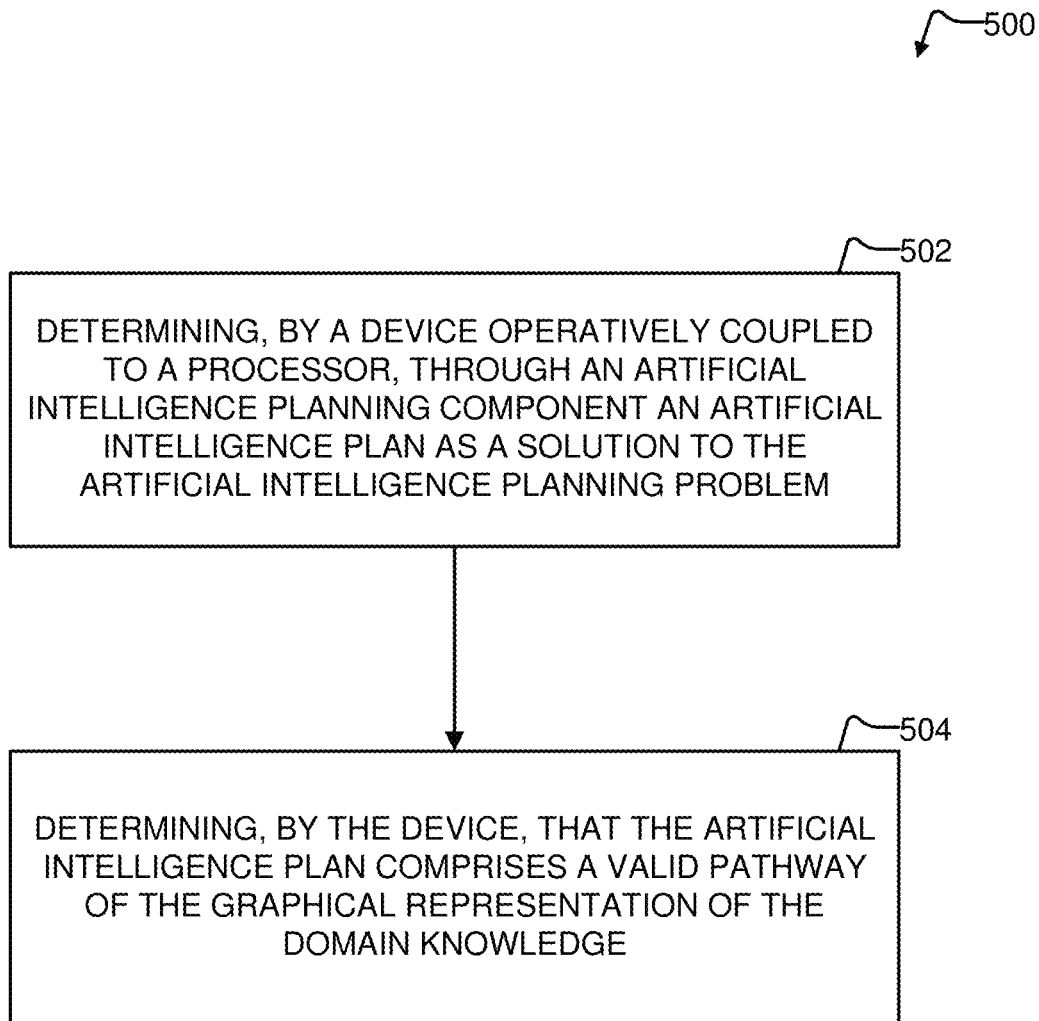 500
502
DETERMINING, BY A DEVICE OPERATIVELY COUPLED
TO A PROCESSOR, THROUGH AN ARTIFICIAL
INTELLIGENCE PLANNING COMPONENT AN ARTIFICIAL
INTELLIGENCE PLAN AS A SOLUTION TO THE
ARTIFICIAL INTELLIGENCE PLANNING PROBLEM
504
DETERMINING, BY THE DEVICE, THAT THE ARTIFICIAL
INTELLIGENCE PLAN COMPRISES A VALID PATHWAY
OF THE GRAPHICAL REPRESENTATION OF THE
DOMAIN KNOWLEDGE